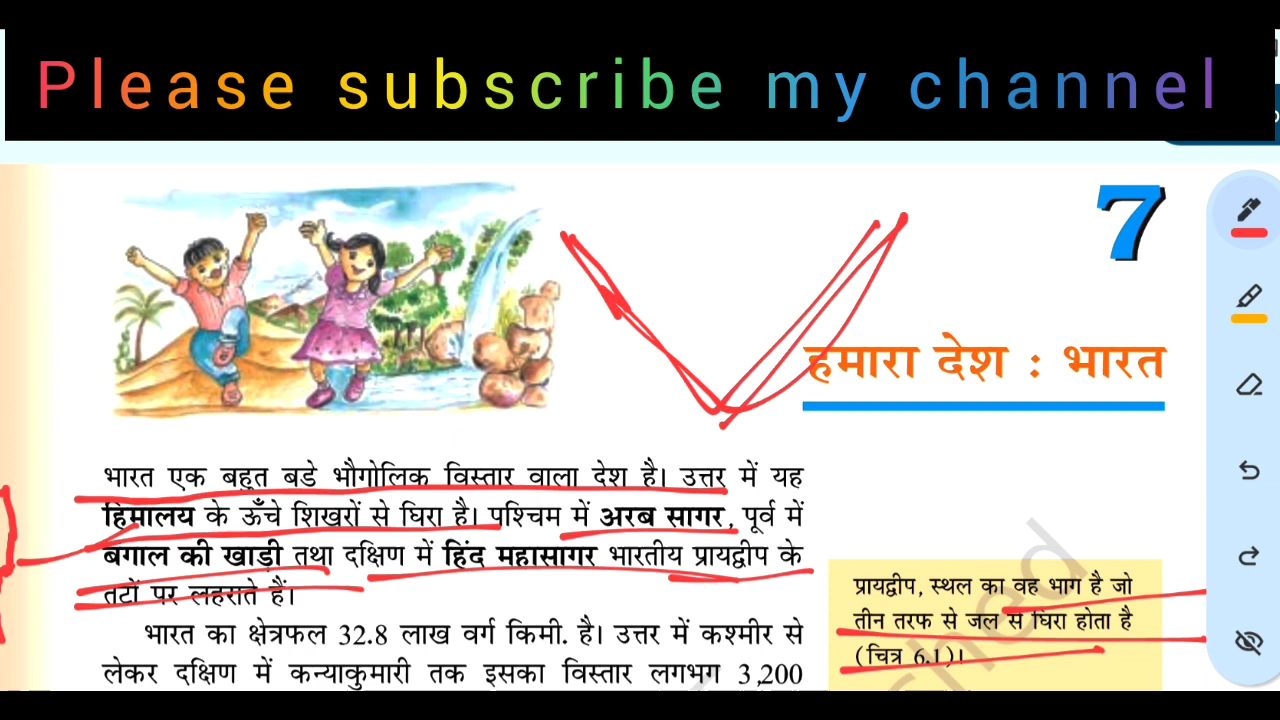 Please subscribe my channel
7
हमारा देश : भारत
भारत एक बहुत बडे भौगोलिक विस्तार वाला देश है। उत्तर में यह
हिमालय के ऊँचे शिखरों से घिरा है। पश्चिम में अरब सागर, पूर्व में
बंगाल की खाड़ी तथा दक्षिण में हिंद महासागर भारतीय प्रायद्वीप के
तटों पर लहराते हैं।
भारत का क्षेत्रफल 32.8 लाख वर्ग किमी. है। उत्तर में कश्मीर से
लेकर दक्षिण में कन्याकुमारी तक इसका विस्तार लगभग 3,200
प्रायद्वीप, स्थल का वह भाग है जो
तीन तरफ से जल से घिरा होता है
(चित्र 6.1)।